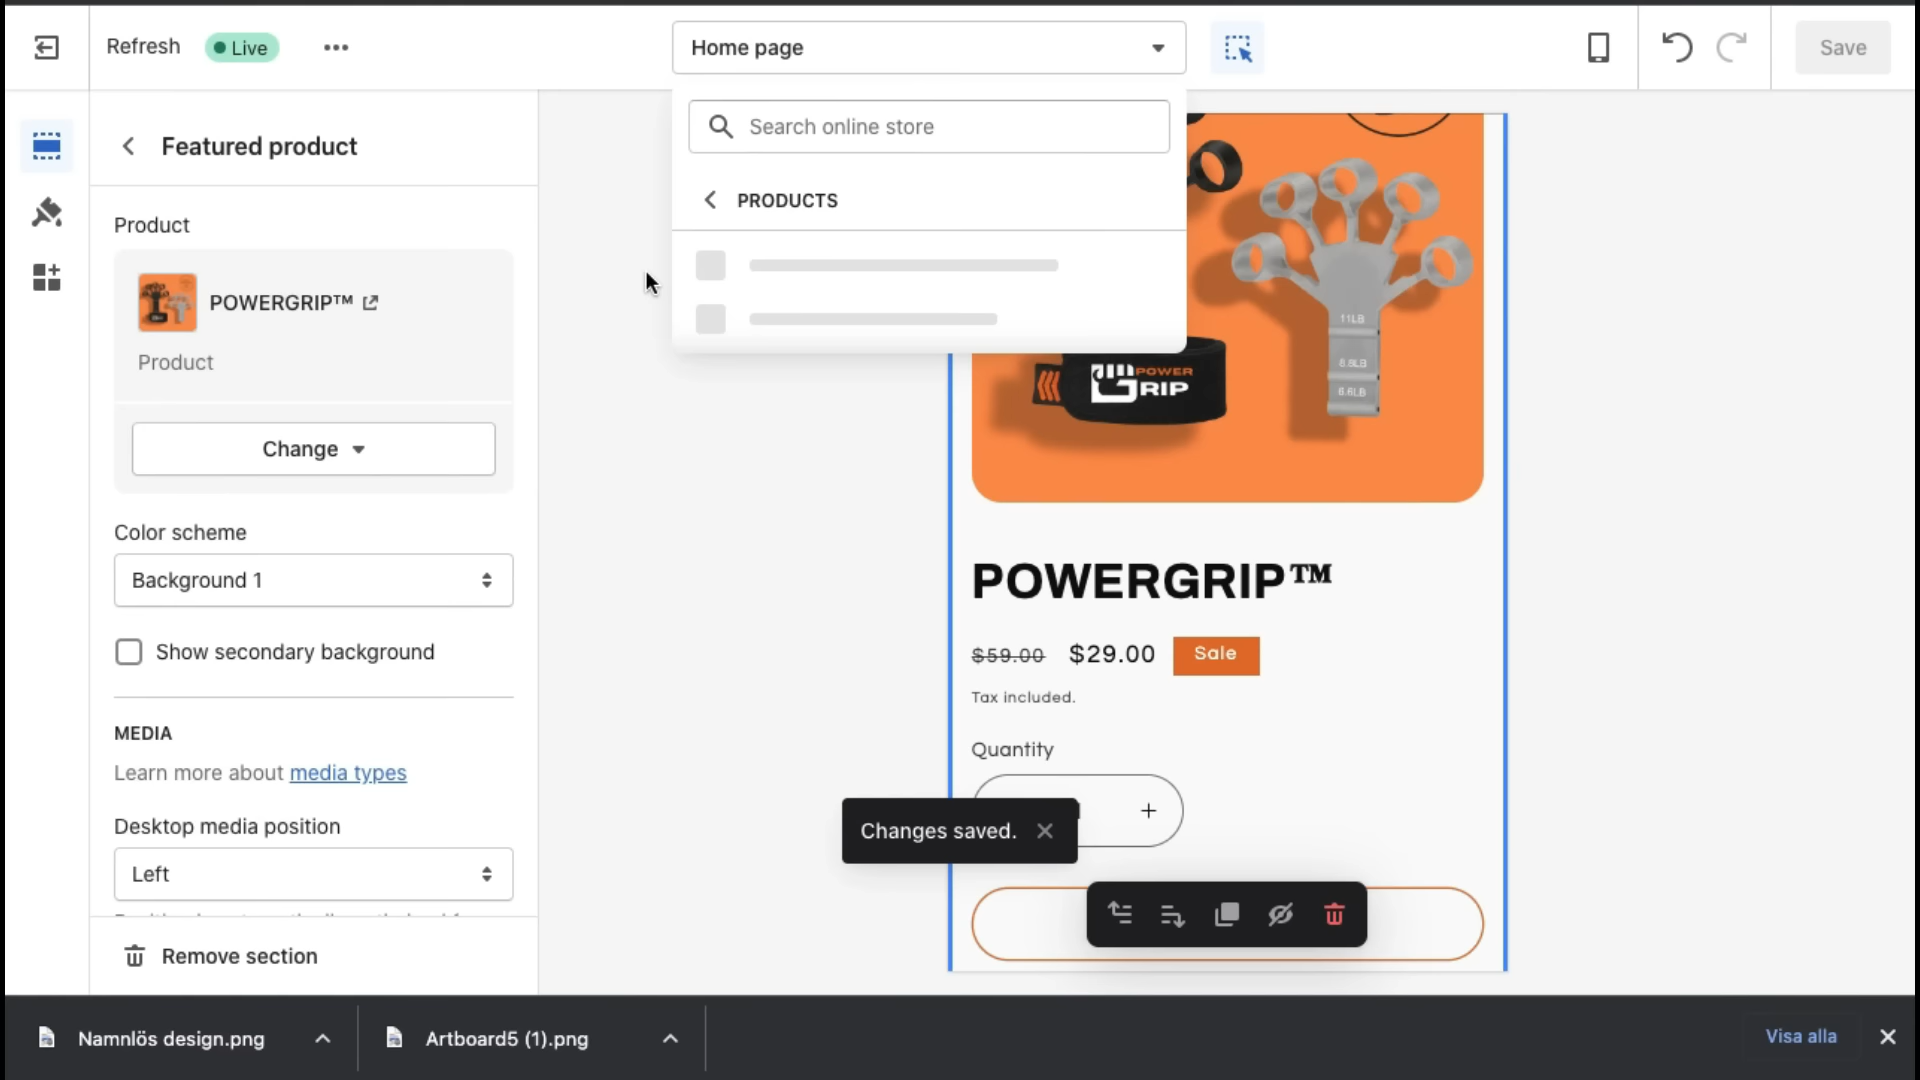 Refresh
Live
Home page
Save
Search online store
PRODUCTS
Featured product
Product
POWERGRIP™
Product
Change
Color scheme
Background 1
Show secondary background
MEDIA
Learn more about media types
Desktop media position
Left
Remove section
11LB
8.8LB
6.6LB
POWER
GRIP
POWERGRIP™
$59.00 $29.00 Sale
Tax included.
Quantity
Changes saved.
Namnlös design.png
Artboard5 (1).png
Visa alla